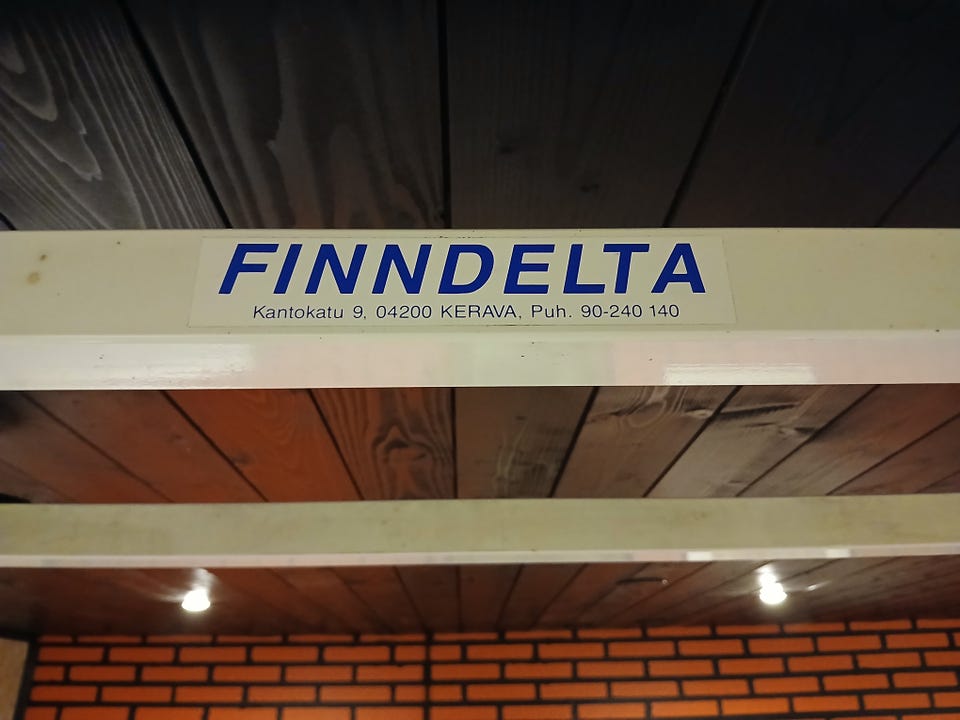 FINNDELTA
Kantokatu 9, 04200 KERAVA, Puh. 90-240 140